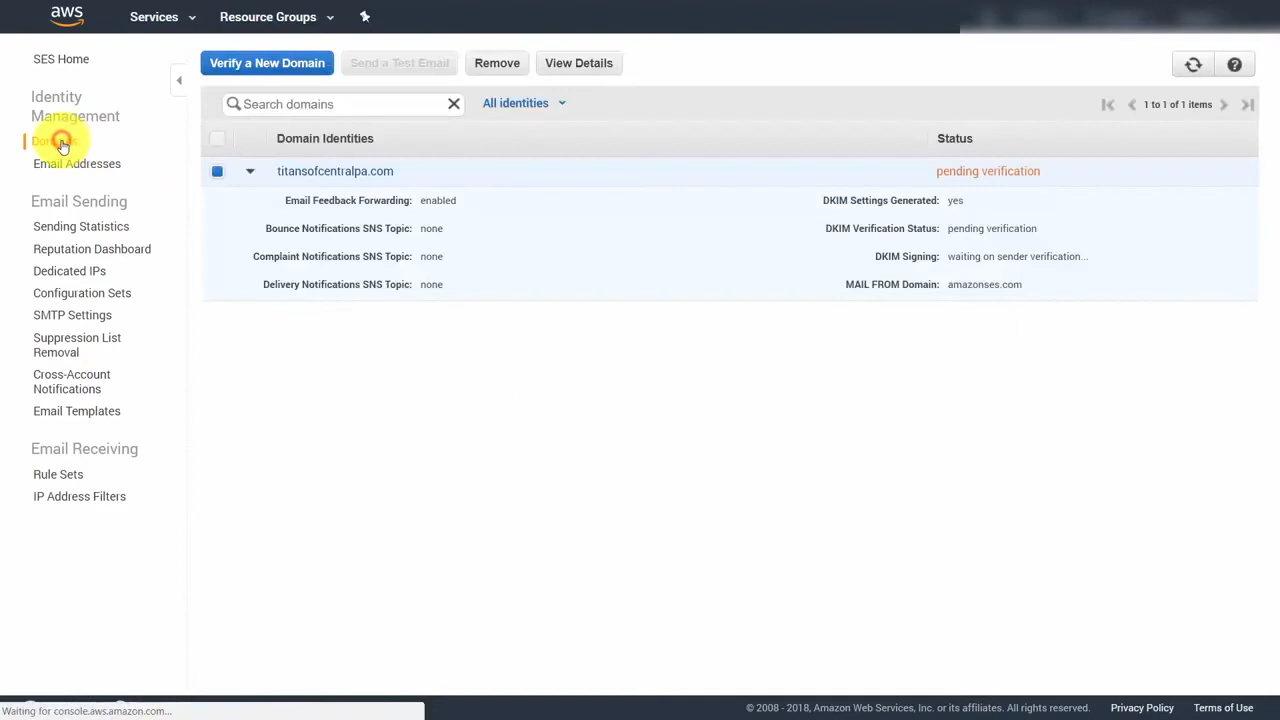 aws
Services
Resource Groups
SES Home
Identity
Management
Email Addresses
Email Sending
Sending Statistics
Reputation Dashboard
Dedicated IPs
Configuration Sets
SMTP Settings
Suppression List
Removal
Cross-Account
Notifications
Email Templates
Email Receiving
Rule Sets
IP Address Filters
Verify a New Domain
Send a Test Email
Remove
View Details
Search domains
All identities
1 to 1 of 1 items
Domain Identities
Status
titansofcentralpa.com
pending verification
Email Feedback Forwarding: enabled
DKIM Settings Generated: yes
Bounce Notifications SNS Topic: none
DKIM Verification Status: pending verification
Complaint Notifications SNS Topic: none
DKIM Signing: waiting on sender verification...
Delivery Notifications SNS Topic: none
MAIL FROM Domain: amazonses.com
Waiting for console.aws.amazon.com...
© 2008 - 2018, Amazon Web Services, Inc. or its affiliates. All rights reserved.
Privacy Policy
Terms of Use